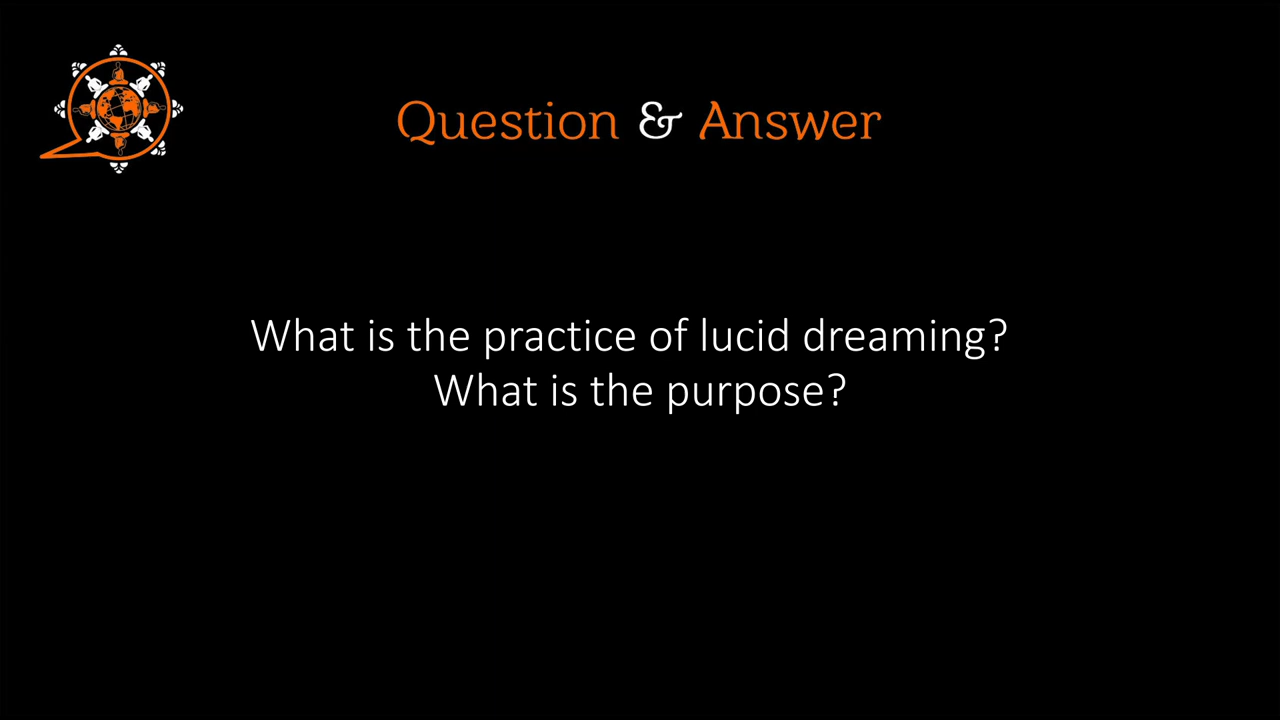 Question & Answer
What is the practice of lucid dreaming?
What is the purpose?